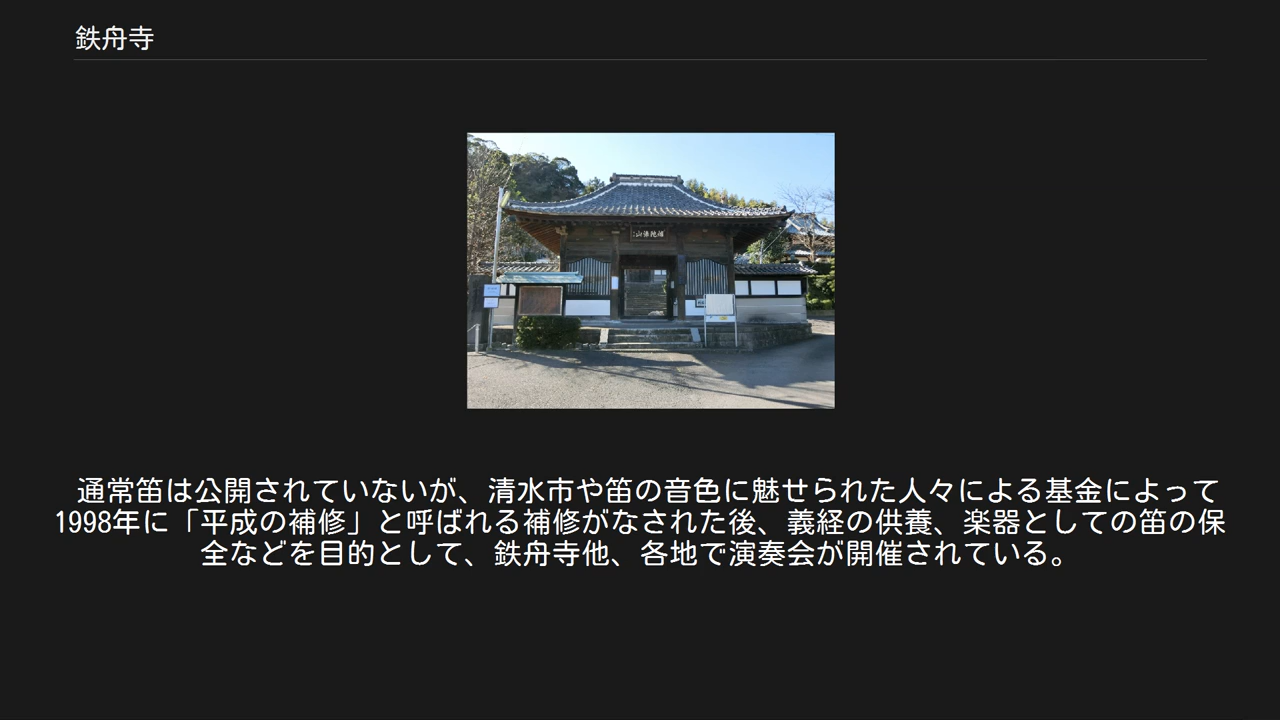 鉄舟寺
補陀洛山
通常笛は公開されていないが、清水市や笛の音色に魅せられた人々による基金によって
1998年に「平成の補修」と呼ばれる補修がなされた後、義経の供養、楽器としての笛の保
全などを目的として、鉄舟寺他、各地で演奏会が開催されている。